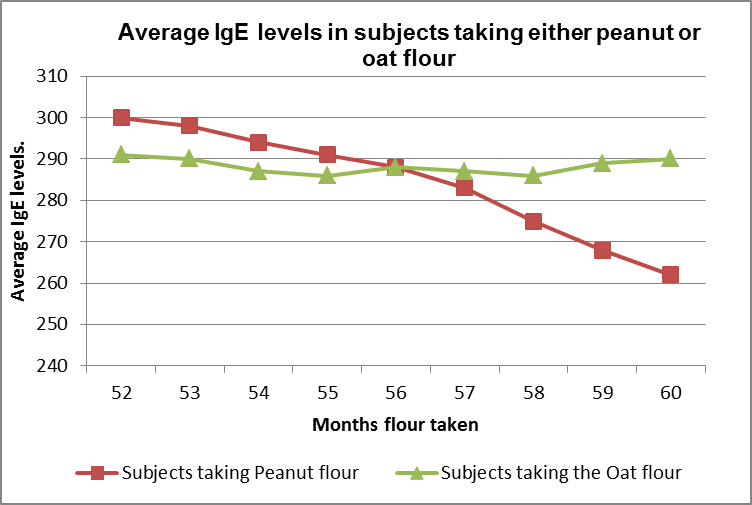 Average IgE levels in subjects taking either peanut or
oat flour
310
300
290
280
270
260
250
240
Average IgE levels.
52 53 54 55 56 57 58 59 60
Months flour taken
Subjects taking Peanut flour Subjects taking the Oat flour